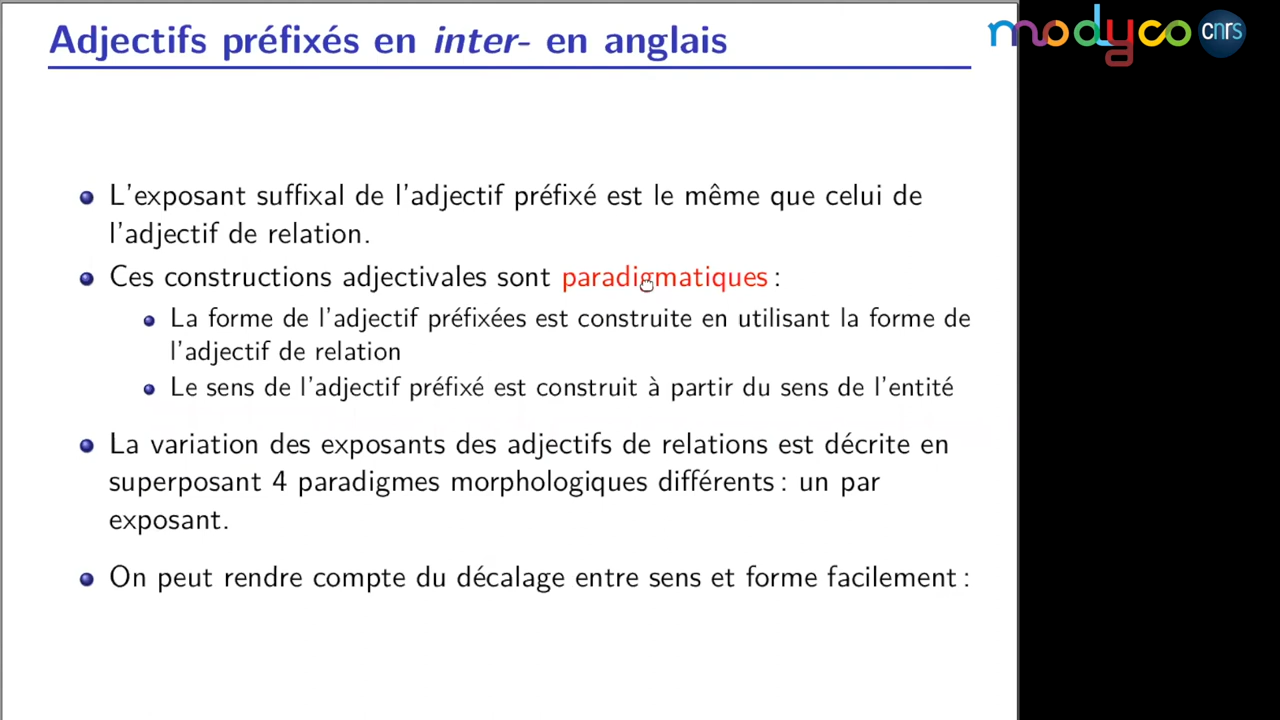 Adjectifs préfixés en inter- en anglais
modyco cnrs
L'exposant suffixal de l'adjectif préfixé est le même que celui de
l'adjectif de relation.
Ces constructions adjectivales sont paradigmatiques :
La forme de l'adjectif préfixées est construite en utilisant la forme de
l'adjectif de relation
Le sens de l'adjectif préfixé est construit à partir du sens de l'entité
La variation des exposants des adjectifs de relations est décrite en
superposant 4 paradigmes morphologiques différents : un par
exposant.
On peut rendre compte du décalage entre sens et forme facilement :